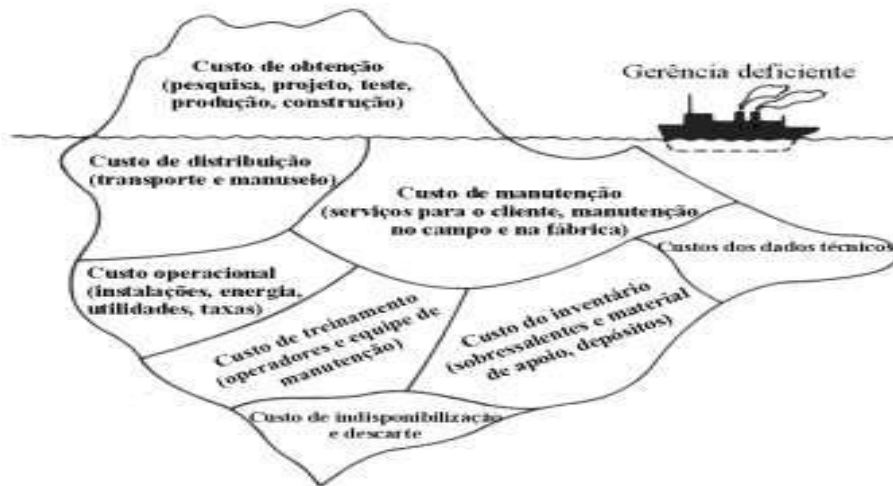 Custo de obtenção
(pesquisa, projeto, teste,
produção, construção)
Gerência deficiente
Custo de distribuição
(transporte e manuseio)
Custo de manutenção
(serviços para o cliente, manutenção
no campo e na fábrica)
Custos dos dados técnicos
Custo operacional
(instalações, energia,
utilidades, taxas)
Custo de treinamento
(operadores e equipe de
manutenção)
Custo do inventário
(sobressalentes e material
de apoio, depósitos)
Custo de indisponibilização
e descarte